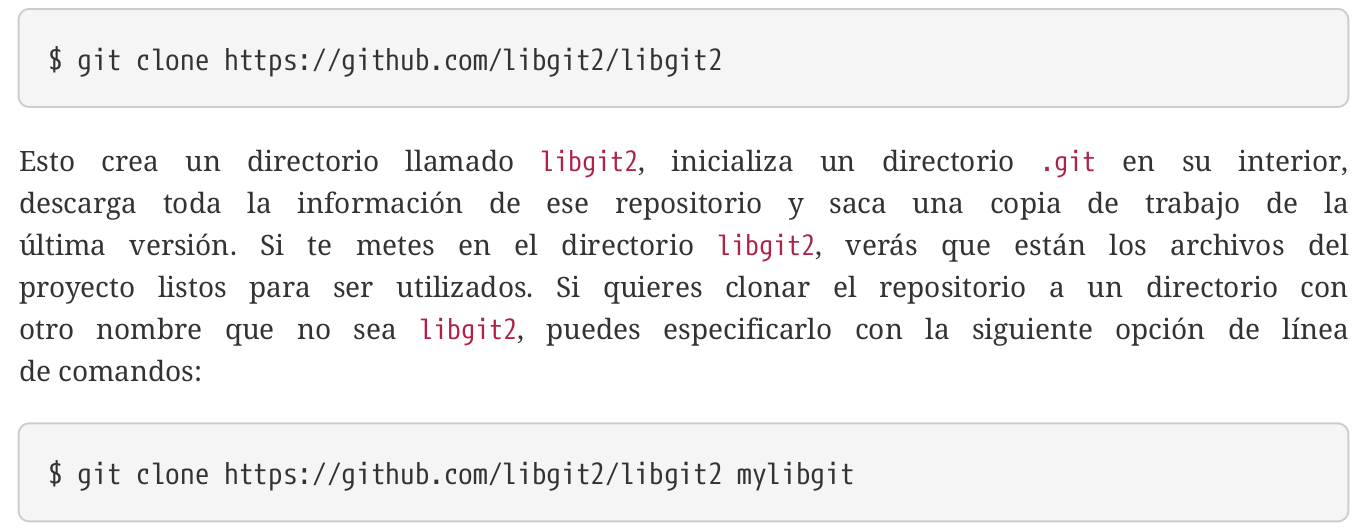 $ git clone https://github.com/libgit2/libgit2
Esto crea un directorio llamado libgit2, inicializa un directorio .git en su interior,
descarga toda la información de ese repositorio y saca una copia de trabajo de la
última versión. Si te metes en el directorio libgit2, verás que están los archivos del
proyecto listos para ser utilizados. Si quieres clonar el repositorio a un directorio con
otro nombre que no sea libgit2, puedes especificarlo con la siguiente opción de línea
de comandos:
$ git clone https://github.com/libgit2/libgit2 mylibgit